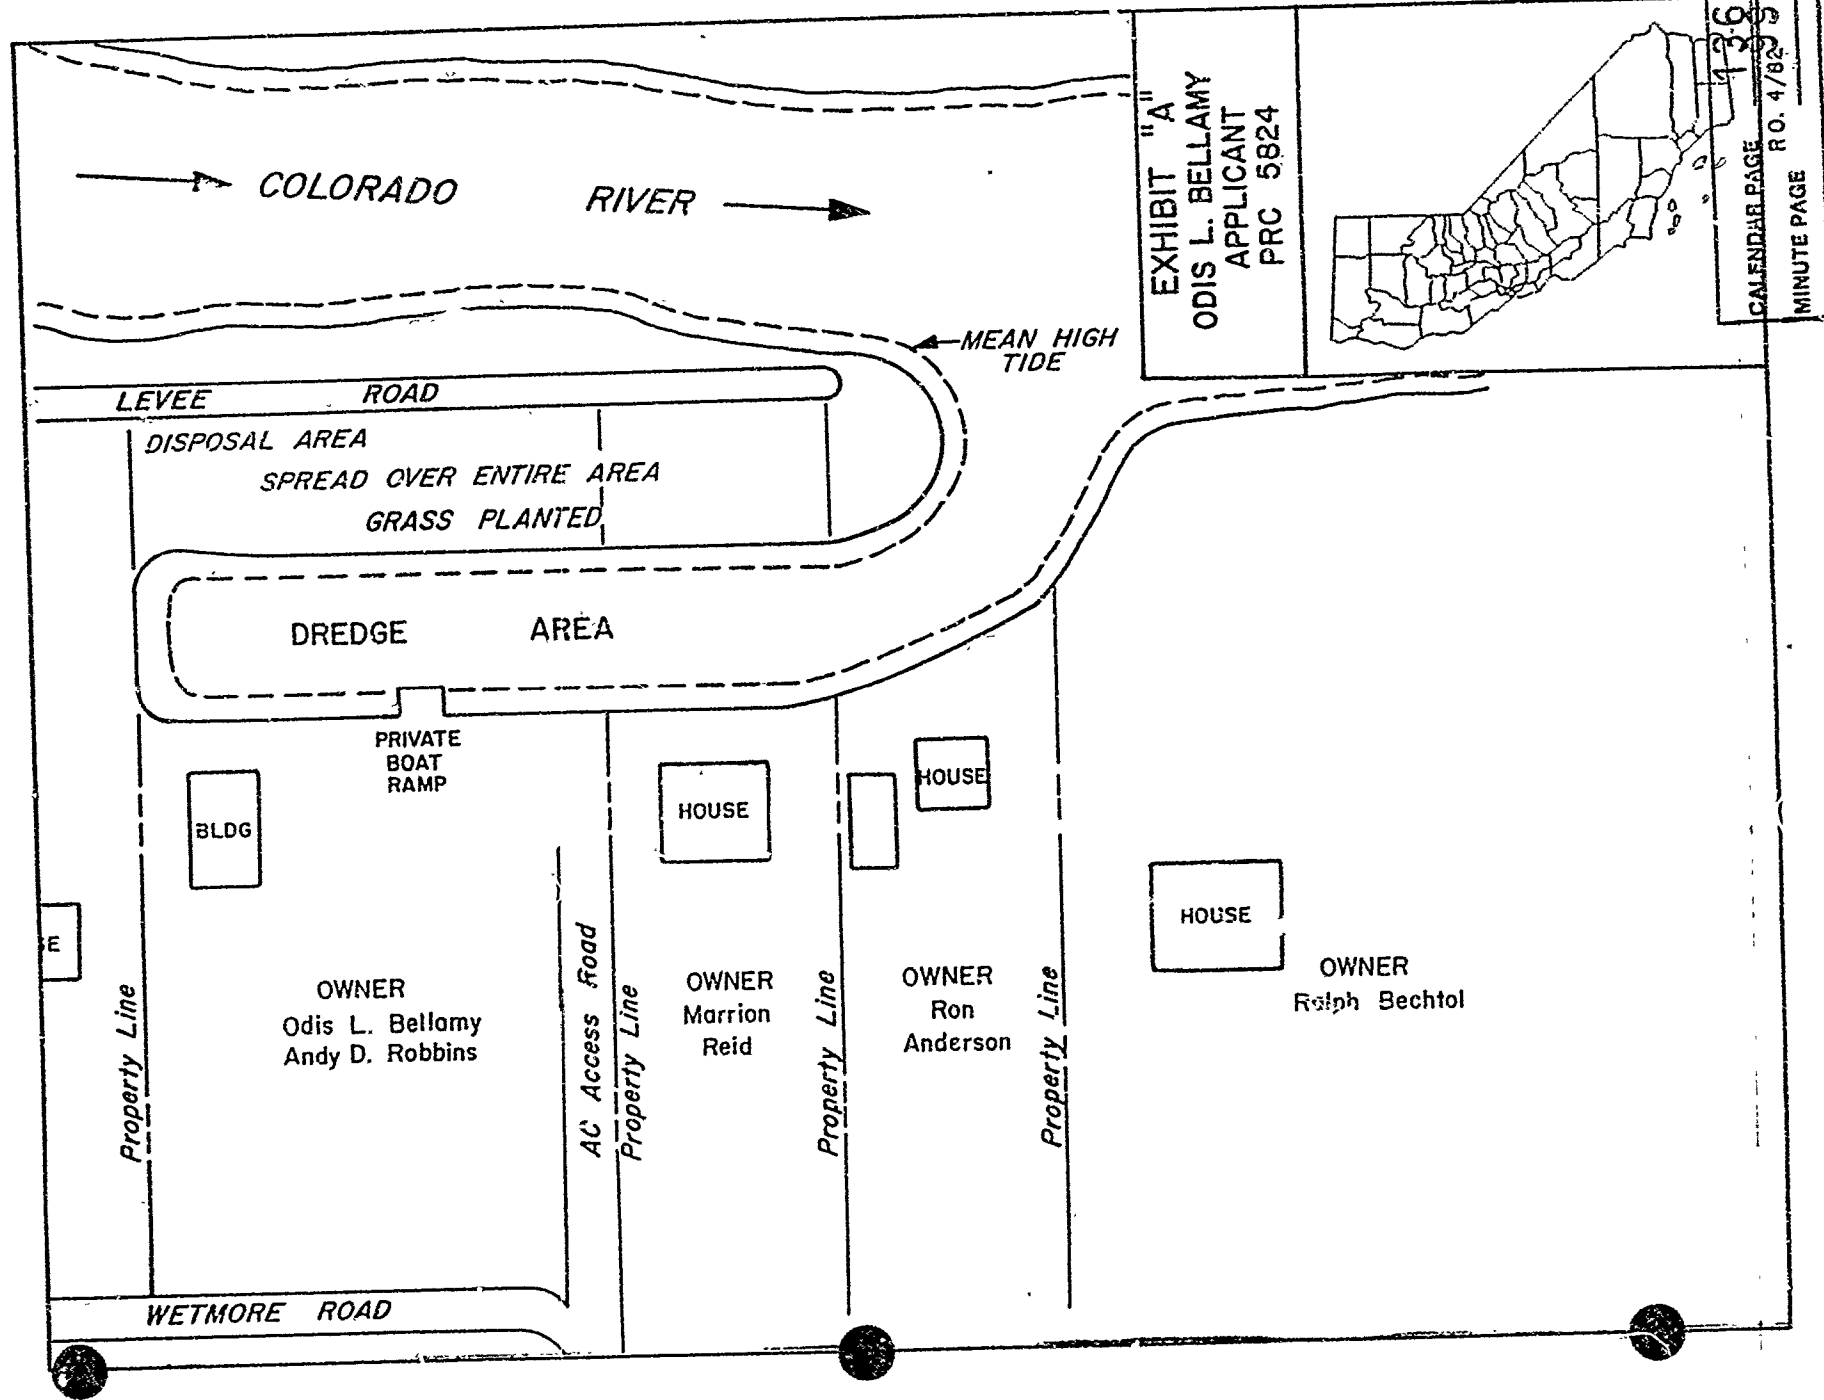 COLORADO RIVER
MEAN HIGH
TIDE
EXHIBIT "A"
ODIS L. BELLAMY
APPLICANT
PRC 5824
CALENDAR PAGE
R O. 4/82
MINUTE PAGE
LEVEE ROAD
DISPOSAL AREA
SPREAD OVER ENTIRE AREA
GRASS PLANTED
DREDGE AREA
PRIVATE
BOAT
RAMP
BLDG
HOUSE
HOUSE
HOUSE
Property Line
OWNER
Odis L. Bellamy
Andy D. Robbins
AC Access Road
Property Line
OWNER
Marrion
Reid
Property Line
OWNER
Ron
Anderson
Property Line
OWNER
Ralph Bechtol
WETMORE ROAD